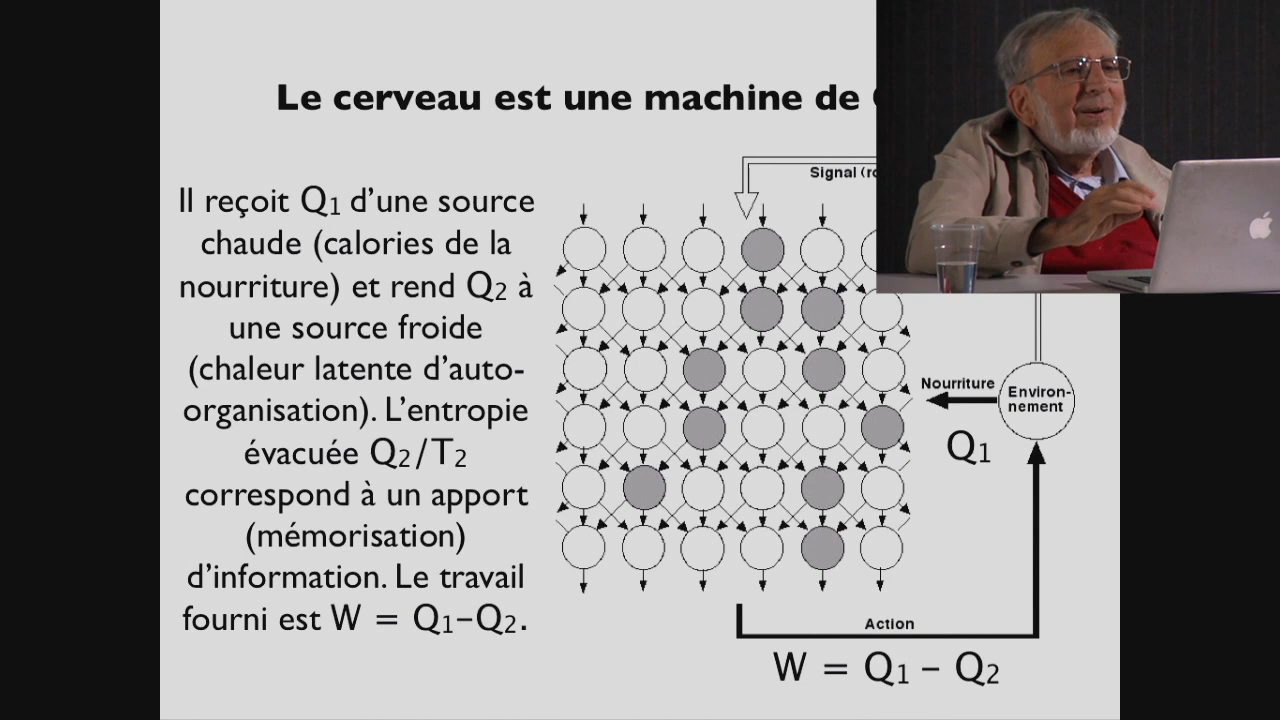 Le cerveau est une machine de
Signal
Il reçoit Q1 d'une source
chaude (calories de la
nourriture) et rend Q2 à
une source froide
(chaleur latente d'auto-
organisation). L'entropie
évacuée Q2/T2
correspond à un apport
(mémorisation)
d'information. Le travail
fourni est W = Q1–Q2.
Nourriture
Environ-
nement
Q1
Action
W = Q1 – Q2